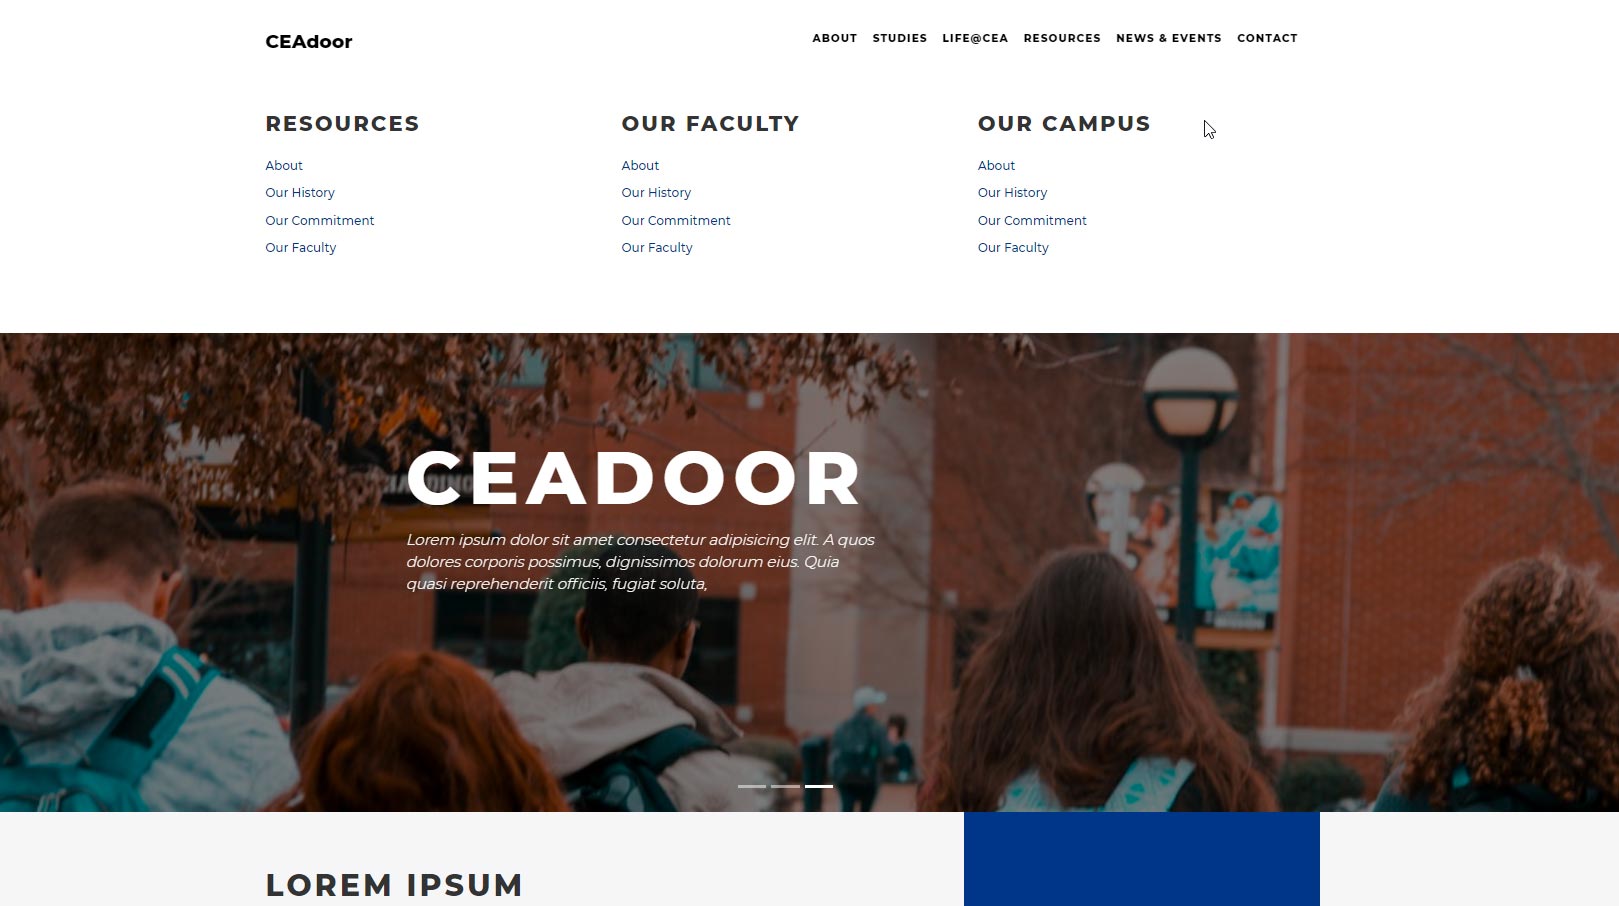 CEAdoor
ABOUT STUDIES LIFE@CEA RESOURCES NEWS & EVENTS CONTACT
RESOURCES
About
Our History
Our Commitment
Our Faculty
OUR FACULTY
About
Our History
Our Commitment
Our Faculty
OUR CAMPUS
About
Our History
Our Commitment
Our Faculty
CEADOOR
Lorem ipsum dolor sit amet consectetur adipisicing elit. A quos
dolores corporis possimus, dignissimos dolorum eius. Quia
quasi reprehenderit officiis, fugiat soluta,
LOREM IPSUM